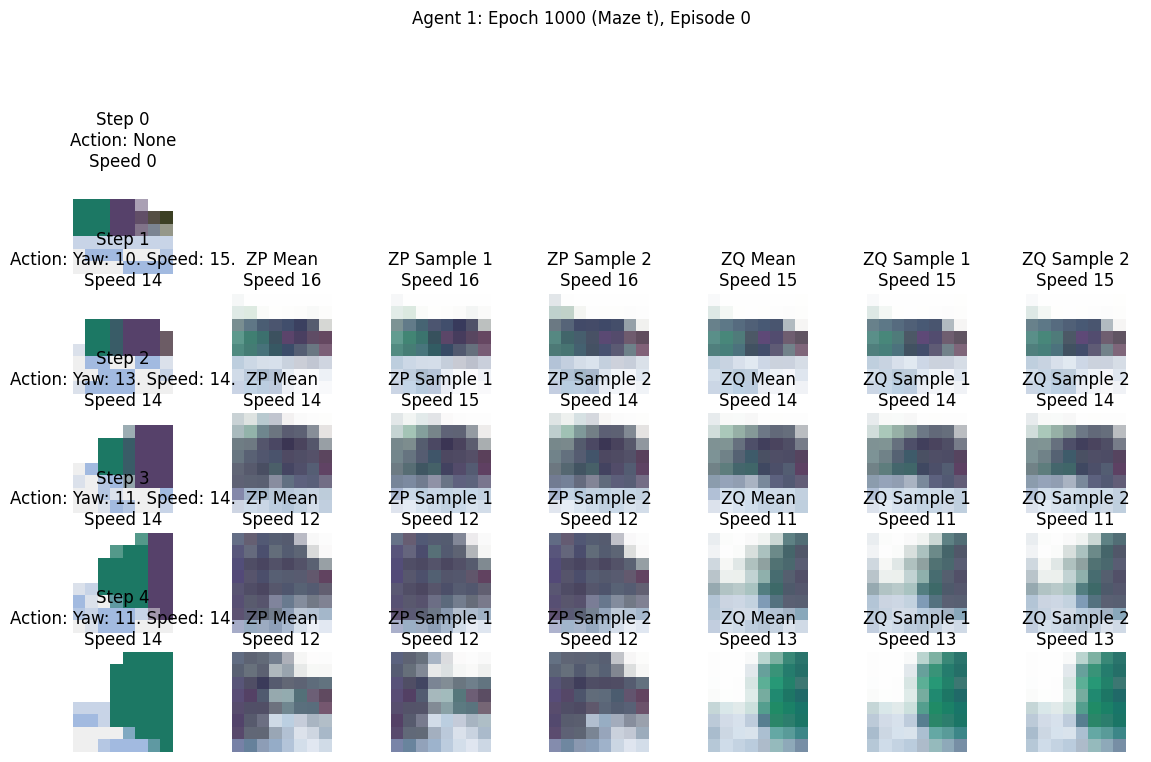 Agent 1: Epoch 1000 (Maze t), Episode 0
Step 0
Action: None
Speed 0
Step 1
Action: Yaw: 10. Speed: 15.
Speed 14
ZP Mean
Speed 16
ZP Sample 1
Speed 16
ZP Sample 2
Speed 16
ZQ Mean
Speed 15
ZQ Sample 1
Speed 15
ZQ Sample 2
Speed 15
Step 2
Action: Yaw: 13. Speed: 14.
Speed 14
ZP Mean
Speed 14
ZP Sample 1
Speed 15
ZP Sample 2
Speed 14
ZQ Mean
Speed 14
ZQ Sample 1
Speed 14
ZQ Sample 2
Speed 14
Step 3
Action: Yaw: 11. Speed: 14.
Speed 14
ZP Mean
Speed 12
ZP Sample 1
Speed 12
ZP Sample 2
Speed 12
ZQ Mean
Speed 11
ZQ Sample 1
Speed 11
ZQ Sample 2
Speed 11
Step 4
Action: Yaw: 11. Speed: 14.
Speed 14
ZP Mean
Speed 12
ZP Sample 1
Speed 12
ZP Sample 2
Speed 12
ZQ Mean
Speed 13
ZQ Sample 1
Speed 13
ZQ Sample 2
Speed 13